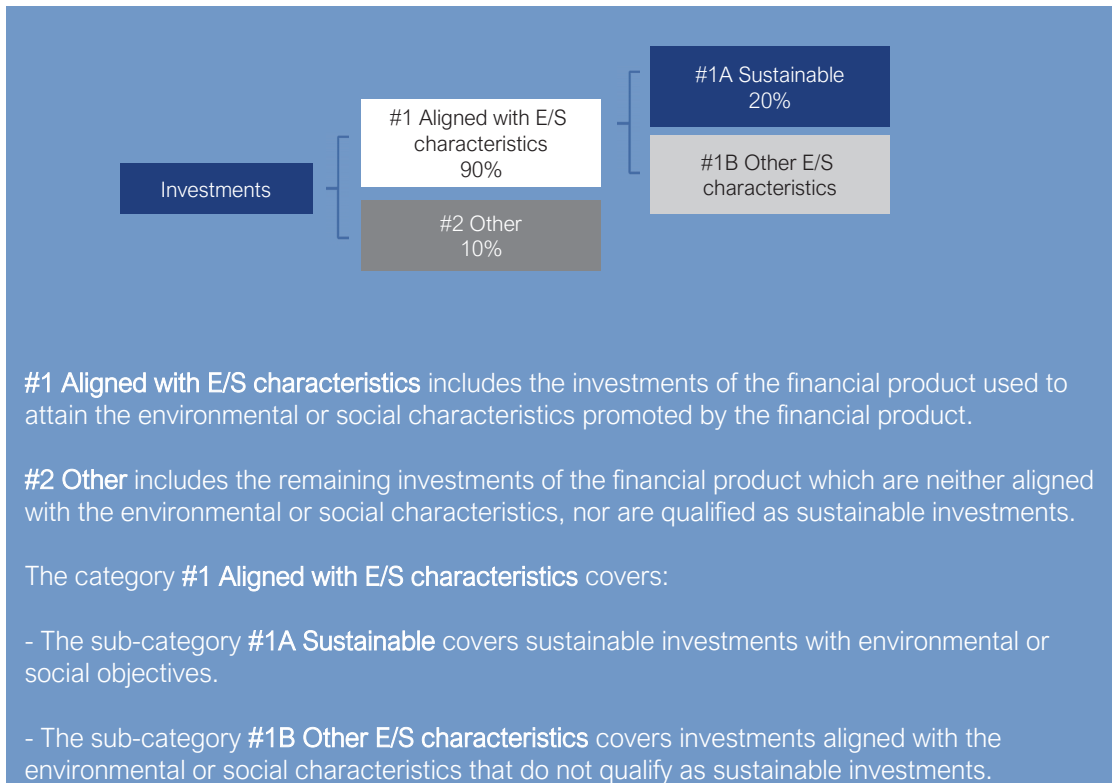 #1A Sustainable
20%
#1 Aligned with E/S
characteristics
90%
#1B Other E/S
characteristics
Investments
#2 Other
10%
#1 Aligned with E/S characteristics includes the investments of the financial product used to
attain the environmental or social characteristics promoted by the financial product.
#2 Other includes the remaining investments of the financial product which are neither aligned
with the environmental or social characteristics, nor are qualified as sustainable investments.
The category #1 Aligned with E/S characteristics covers:
- The sub-category #1A Sustainable covers sustainable investments with environmental or
social objectives.
- The sub-category #1B Other E/S characteristics covers investments aligned with the
environmental or social characteristics that do not qualify as sustainable investments.